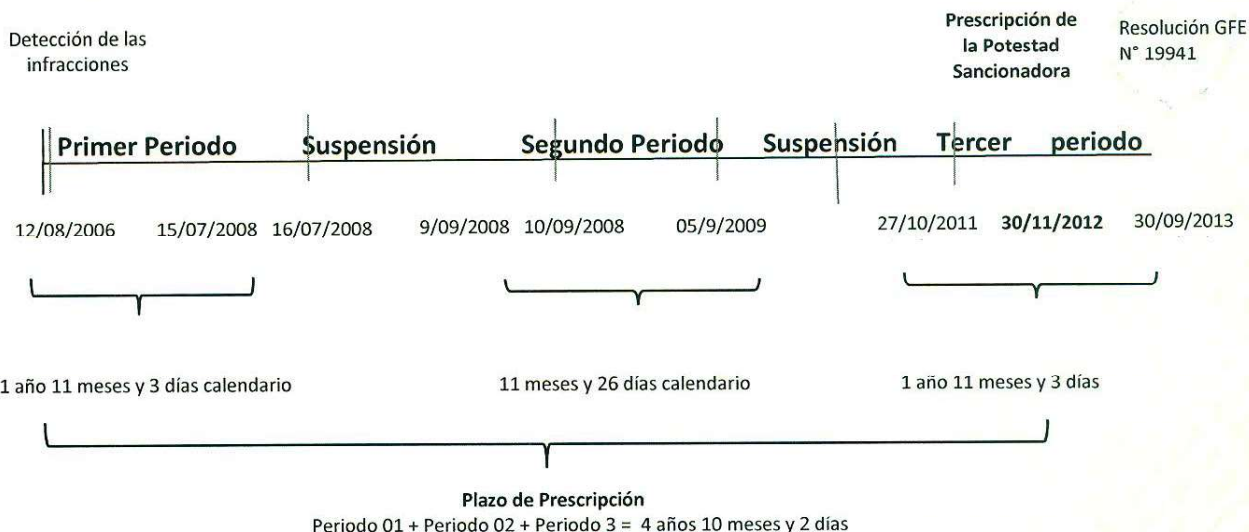 Detección de las
infracciones
Prescripción de
la Potestad
Sancionadora
Resolución GFE
N° 19941
Primer Periodo Suspensión Segundo Periodo Suspensión Tercer periodo
12/08/2006 15/07/2008 16/07/2008 9/09/2008 10/09/2008 05/9/2009 27/10/2011 30/11/2012 30/09/2013
1 año 11 meses y 3 días calendario 11 meses y 26 días calendario 1 año 11 meses y 3 días
Plazo de Prescripción
Periodo 01 + Periodo 02 + Periodo 3 = 4 años 10 meses y 2 días